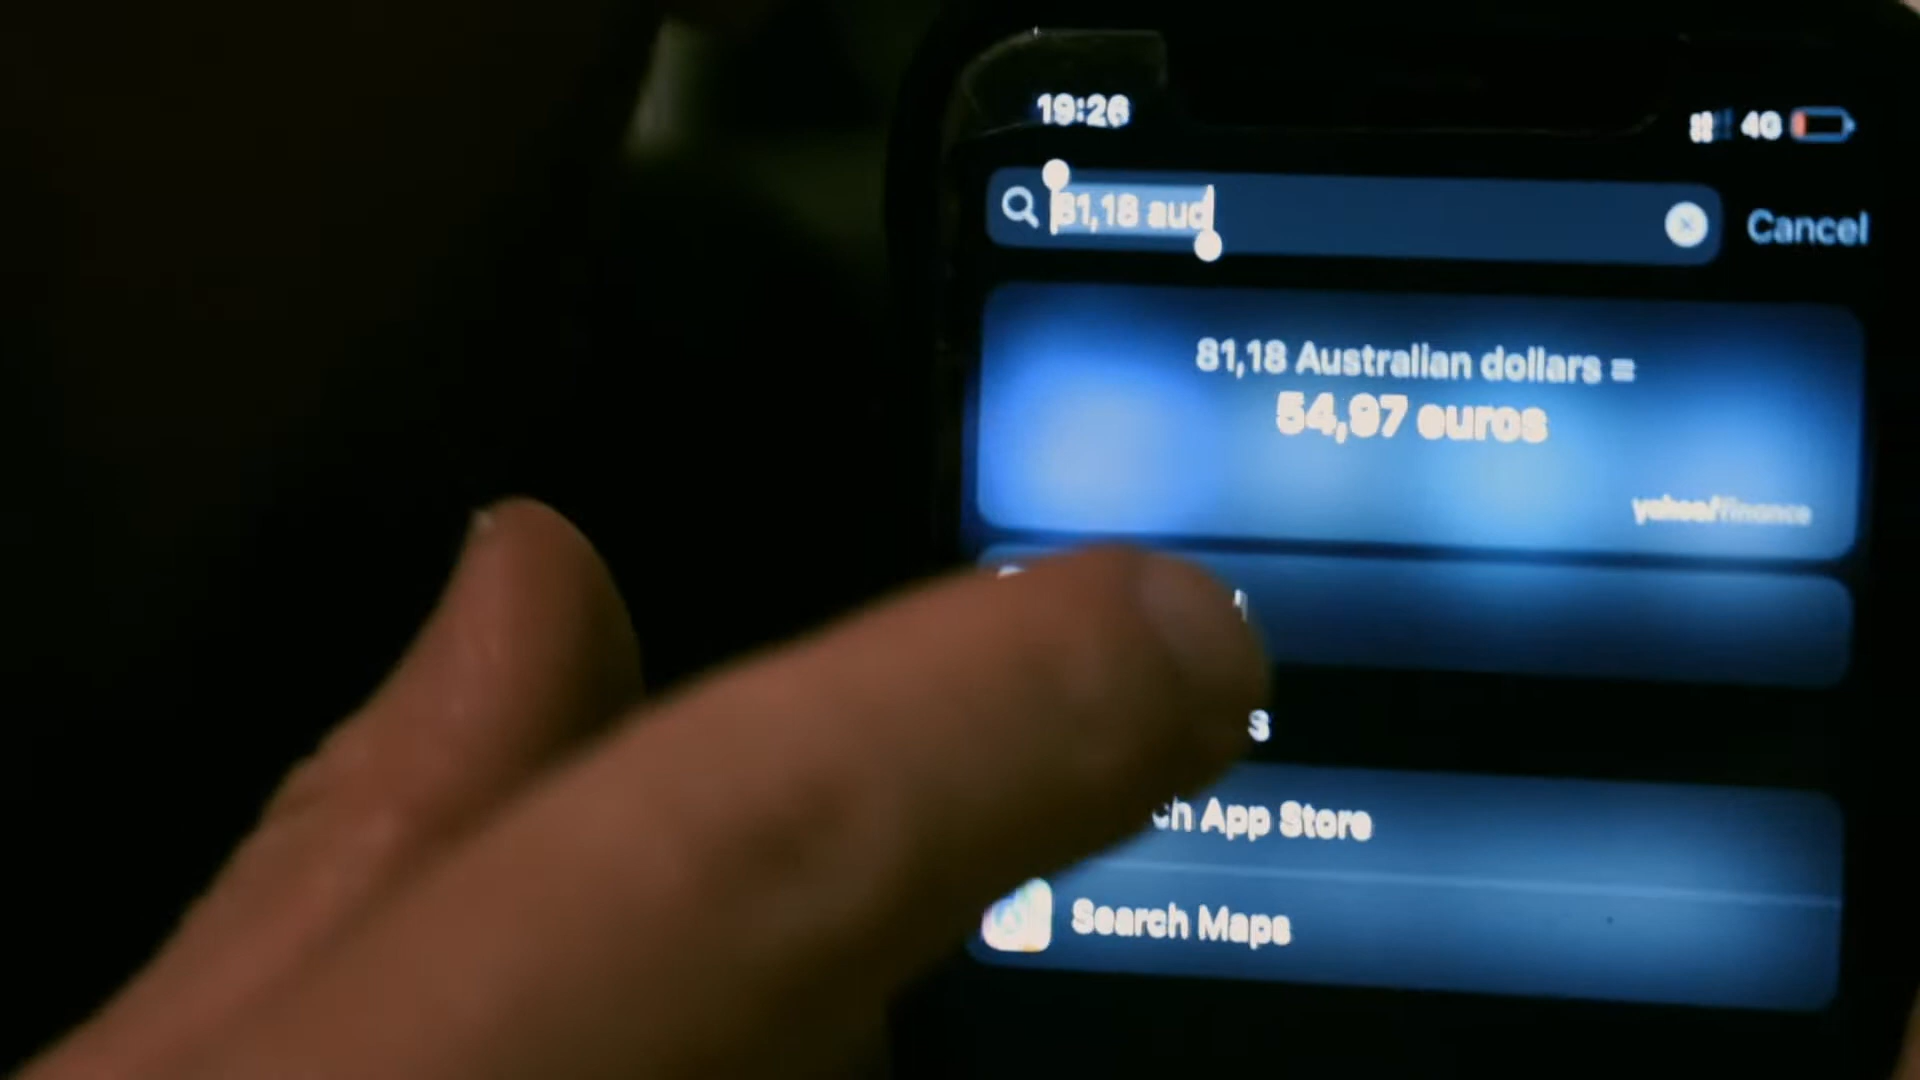 19:26
4G
81,18 aud
Cancel
81,18 Australian dollars =
54,97 euros
yahoo/finance
s
ch App Store
Search Maps